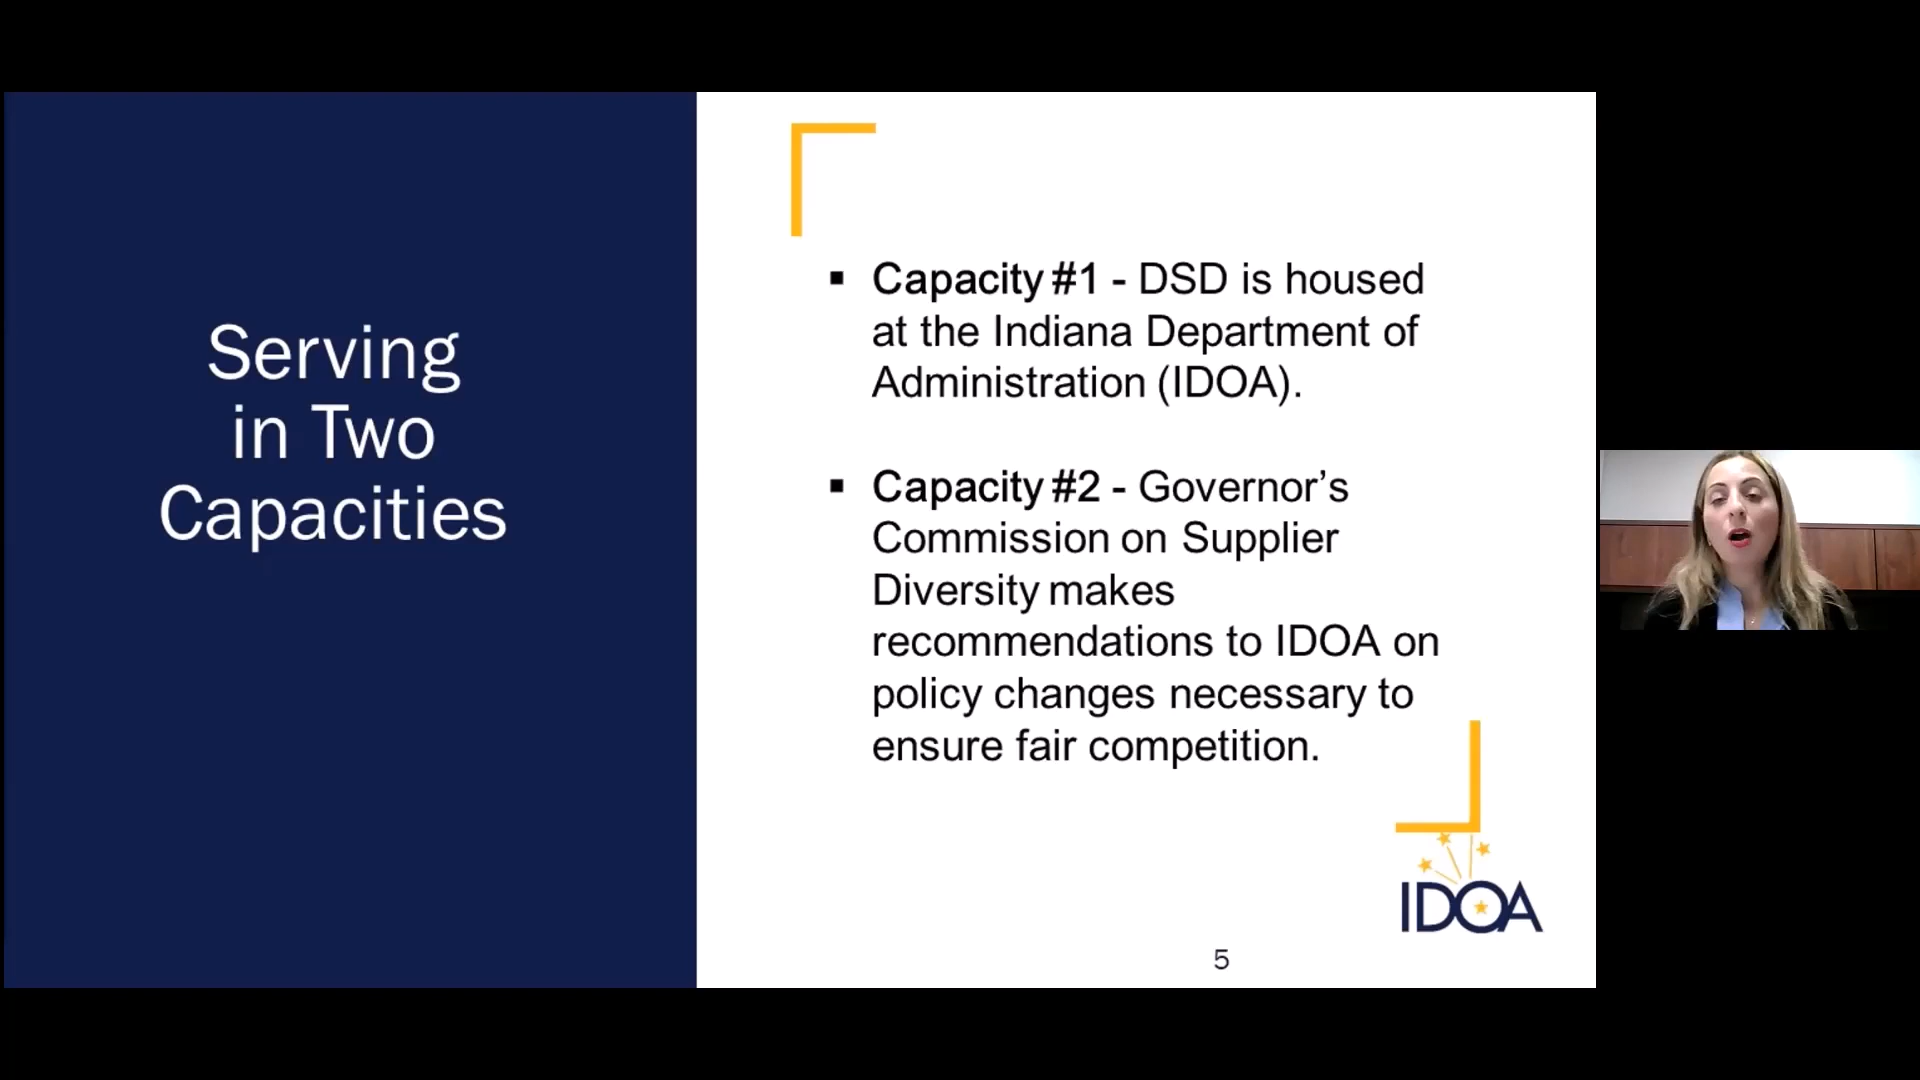 Serving
in Two
Capacities
▪ Capacity #1 - DSD is housed
at the Indiana Department of
Administration (IDOA).
▪ Capacity #2 - Governor’s
Commission on Supplier
Diversity makes
recommendations to IDOA on
policy changes necessary to
ensure fair competition.
IDOA
5